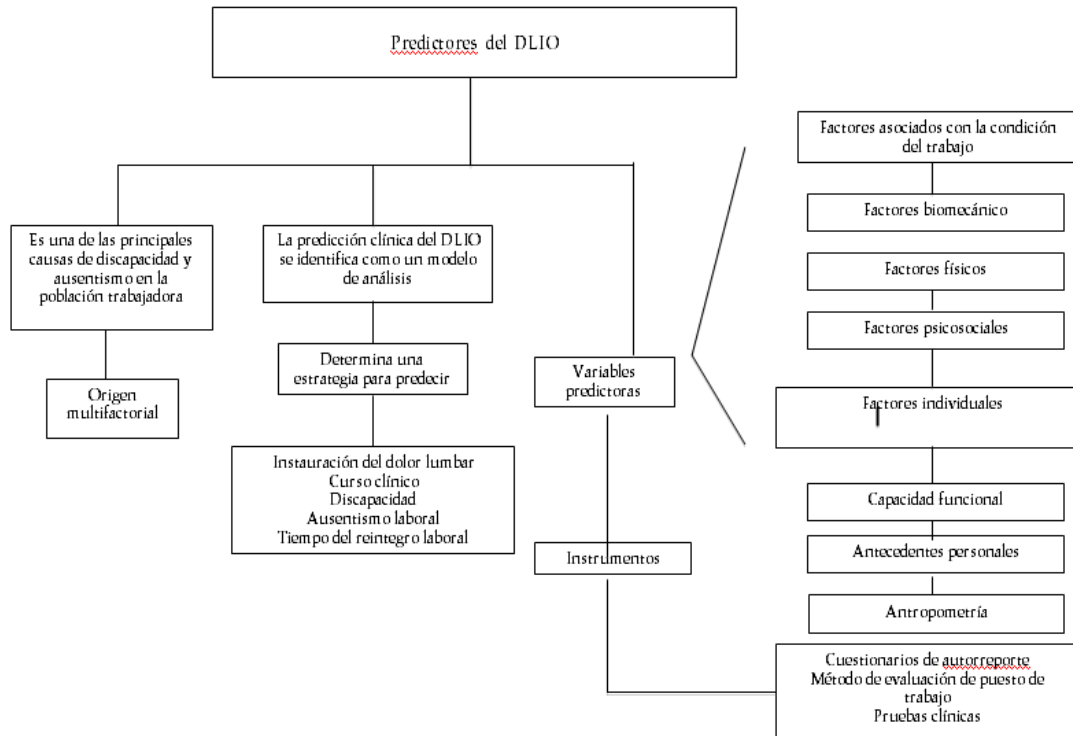 Predictores del DLIO
Es una de las principales
causas de discapacidad y
ausentismo en la
población trabajadora
Origen
multifactorial
La predicción clínica del DLIO
se identifica como un modelo
de análisis
Determina una
estrategia para predecir
Instauración del dolor lumbar
Curso clínico
Discapacidad
Ausentismo laboral
Tiempo del reintegro laboral
Variables
predictoras
Instrumentos
Factores asociados con la condición
del trabajo
Factores biomecánico
Factores físicos
Factores psicosociales
Factores individuales
Capacidad funcional
Antecedentes personales
Antropometría
Cuestionarios de autorreporte
Método de evaluación de puesto de
trabajo
Pruebas clínicas